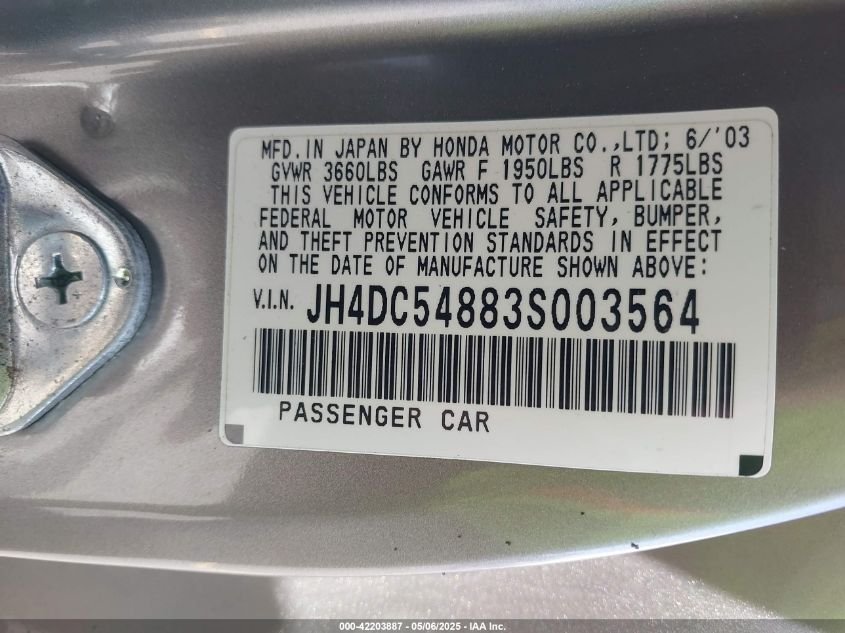 MFD. IN JAPAN BY HONDA MOTOR CO.,LTD; 6/'03
GVWR 3660LBS GAWR F 1950LBS R 1775LBS
THIS VEHICLE CONFORMS TO ALL APPLICABLE
FEDERAL MOTOR VEHICLE SAFETY, BUMPER,
AND THEFT PREVENTION STANDARDS IN EFFECT
ON THE DATE OF MANUFACTURE SHOWN ABOVE:
V.I.N. JH4DC54883S003564
PASSENGER CAR
000-42203887 - 05/06/2025 - IAA Inc.